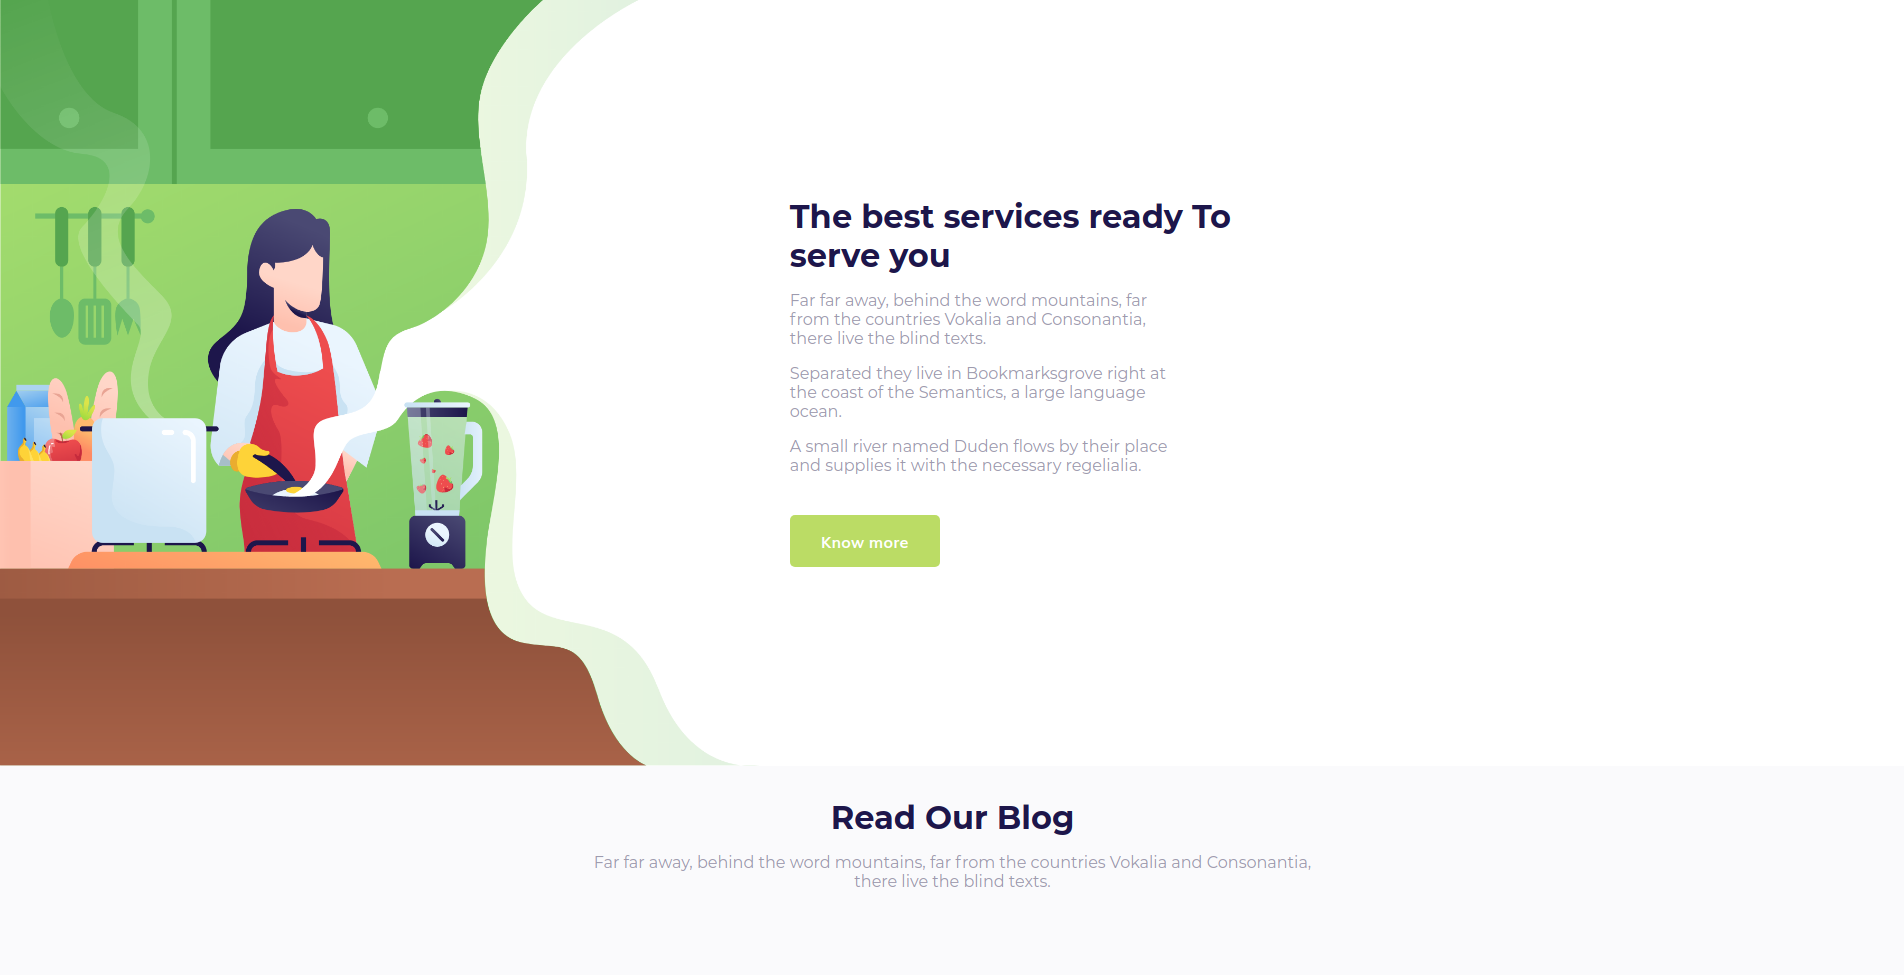 The best services ready To
serve you
Far far away, behind the word mountains, far
from the countries Vokalia and Consonantia,
there live the blind texts.
Separated they live in Bookmarksgrove right at
the coast of the Semantics, a large language
ocean.
A small river named Duden flows by their place
and supplies it with the necessary regelialia.
Know more
Read Our Blog
Far far away, behind the word mountains, far from the countries Vokalia and Consonantia,
there live the blind texts.